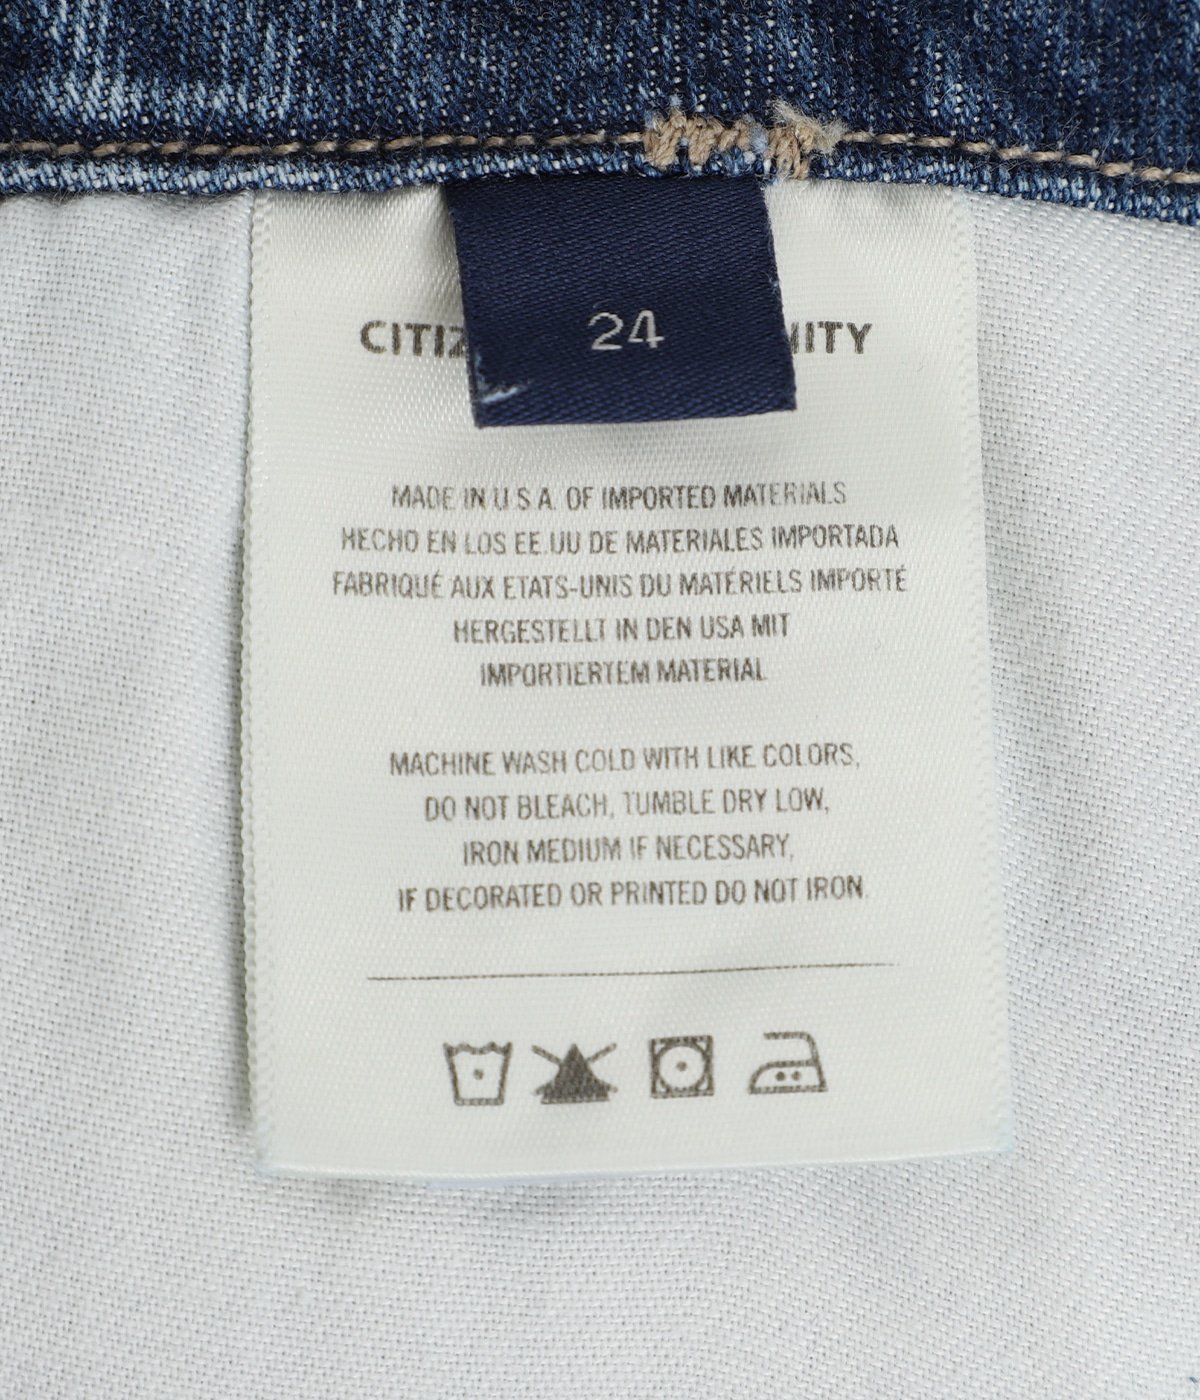 24
MADE IN U.S.A. OF IMPORTED MATERIALS
HECHO EN LOS EE.UU DE MATERIALES IMPORTADA
FABRIQUÉ AUX ETATS-UNIS DU MATÉRIELS IMPORTÉ
HERGESTELLT IN DEN USA MIT
IMPORTIERTEM MATERIAL
MACHINE WASH COLD WITH LIKE COLORS,
DO NOT BLEACH, TUMBLE DRY LOW,
IRON MEDIUM IF NECESSARY,
IF DECORATED OR PRINTED DO NOT IRON.